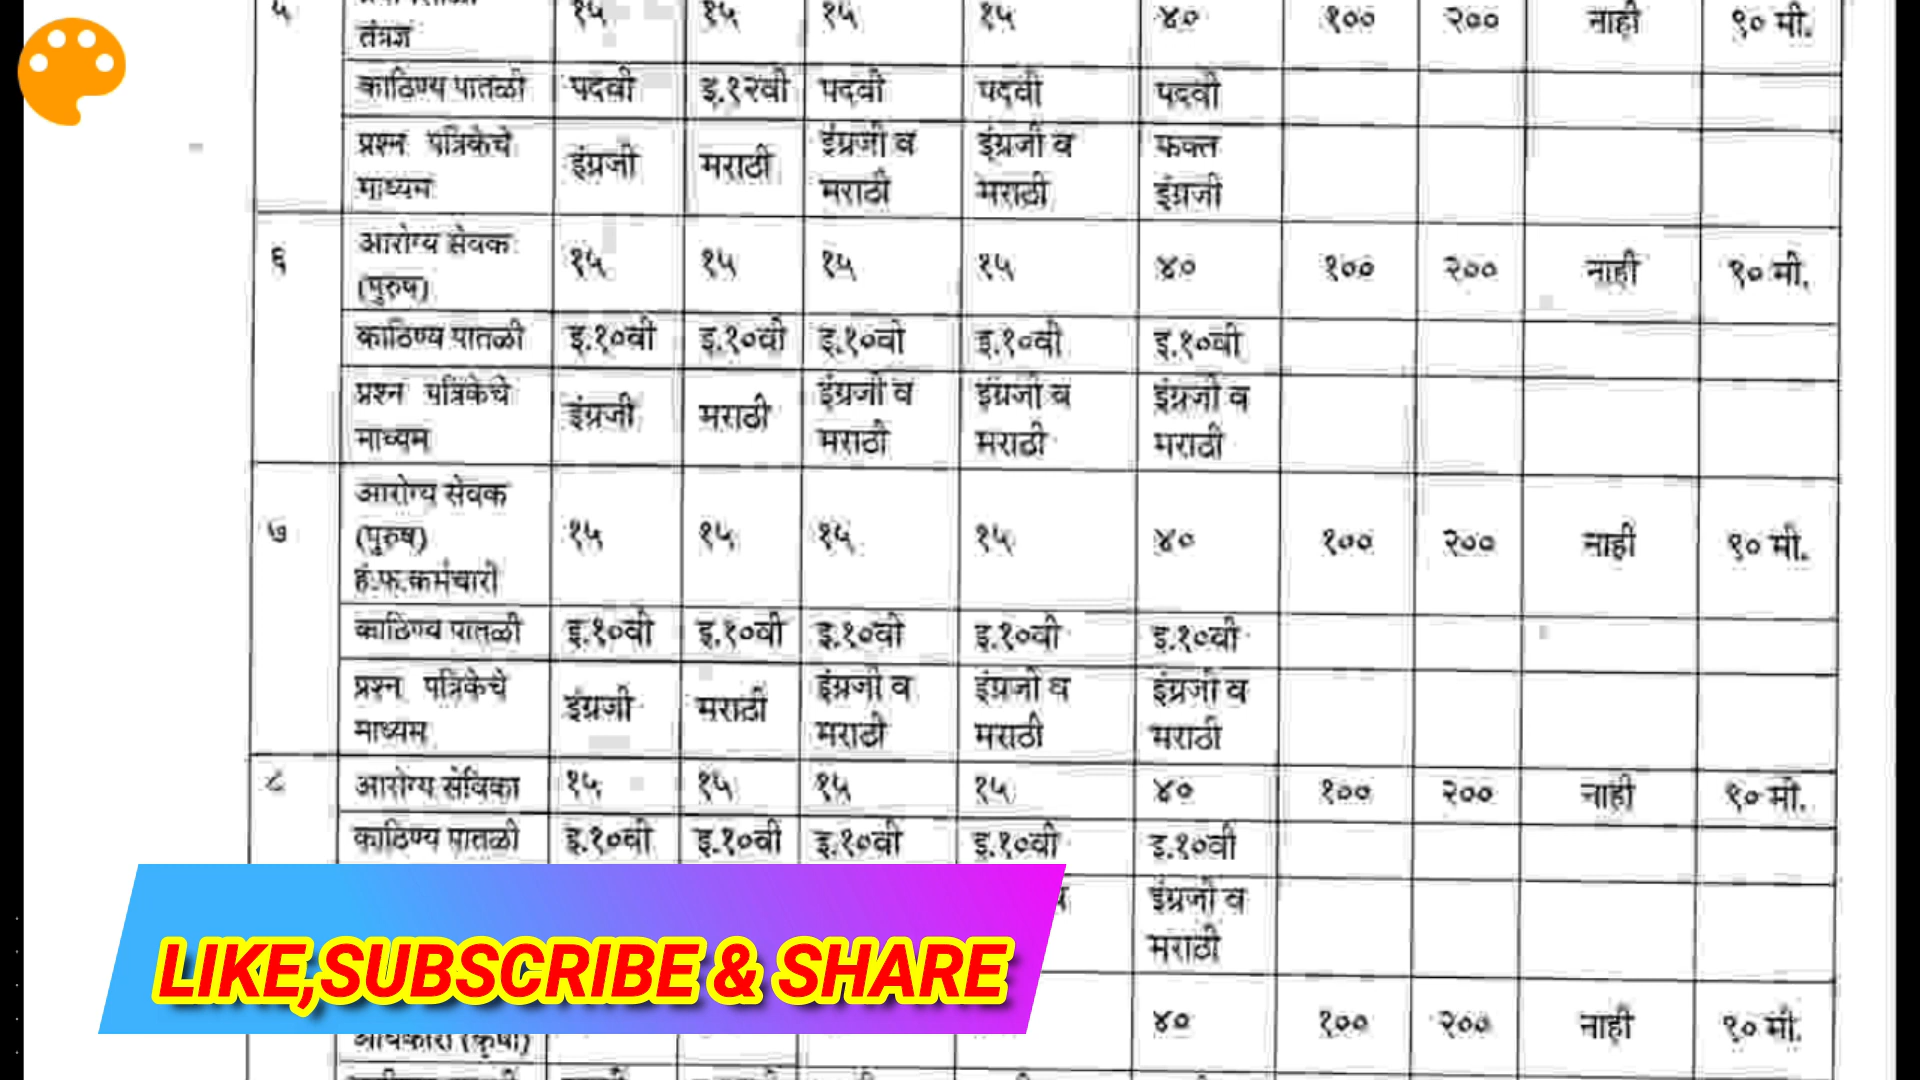 ५ १५ १५ १५ १५ ४० १०० २०० नाही ९० मी.
तंत्रज्ञ
काठिण्य पातळी पदवी इ.१२वी पदवी पदवी पदवी
प्रश्न पत्रिकेचे माध्यम इंग्रजी मराठी इंग्रजी व मराठी इंग्रजी व मराठी फक्त इंग्रजी
६ आरोग्य सेवक (पुरुष) १५ १५ १५ १५ ४० १०० २०० नाही ९० मी.
काठिण्य पातळी इ.१०वी इ.१०वी इ.१०वी इ.१०वी इ.१०वी
प्रश्न पत्रिकेचे माध्यम इंग्रजी मराठी इंग्रजी व मराठी इंग्रजी व मराठी इंग्रजी व मराठी
७ आरोग्य सेवक (पुरुष) हं.फ.कर्मचारी १५ १५ १५ १५ ४० १०० २०० नाही ९० मी.
काठिण्य पातळी इ.१०वी इ.१०वी इ.१०वी इ.१०वी इ.१०वी
प्रश्न पत्रिकेचे माध्यम इंग्रजी मराठी इंग्रजी व मराठी इंग्रजी व मराठी इंग्रजी व मराठी
८ आरोग्य सेविका १५ १५ १५ १५ ४० १०० २०० नाही ९० मी.
काठिण्य पातळी इ.१०वी इ.१०वी इ.१०वी इ.१०वी इ.१०वी
इंग्रजी व मराठी
LIKE,SUBSCRIBE & SHARE
४० १०० २०० नाही ९० मी.
(कृषी)